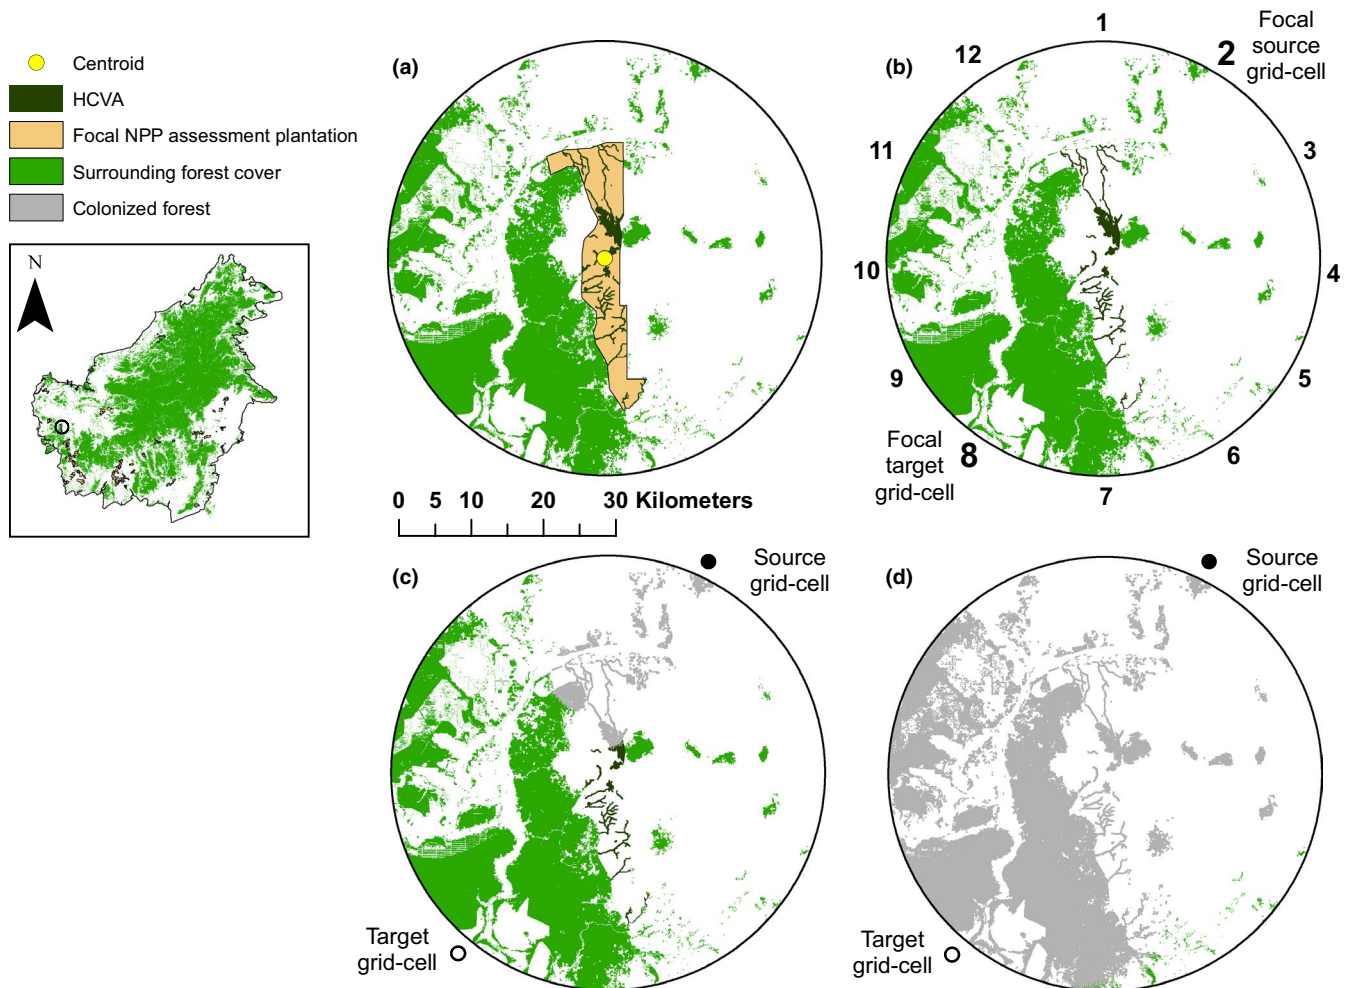 Centroid
HCVA
Focal NPP assessment plantation
Surrounding forest cover
Colonized forest
N
(a)
0 5 10 20 30 Kilometers
(b)
1
2
Focal
source
grid-cell
3
4
5
6
7
8
Focal
target
grid-cell
9
10
11
12
(c)
Source
grid-cell
Target
grid-cell
(d)
Source
grid-cell
Target
grid-cell